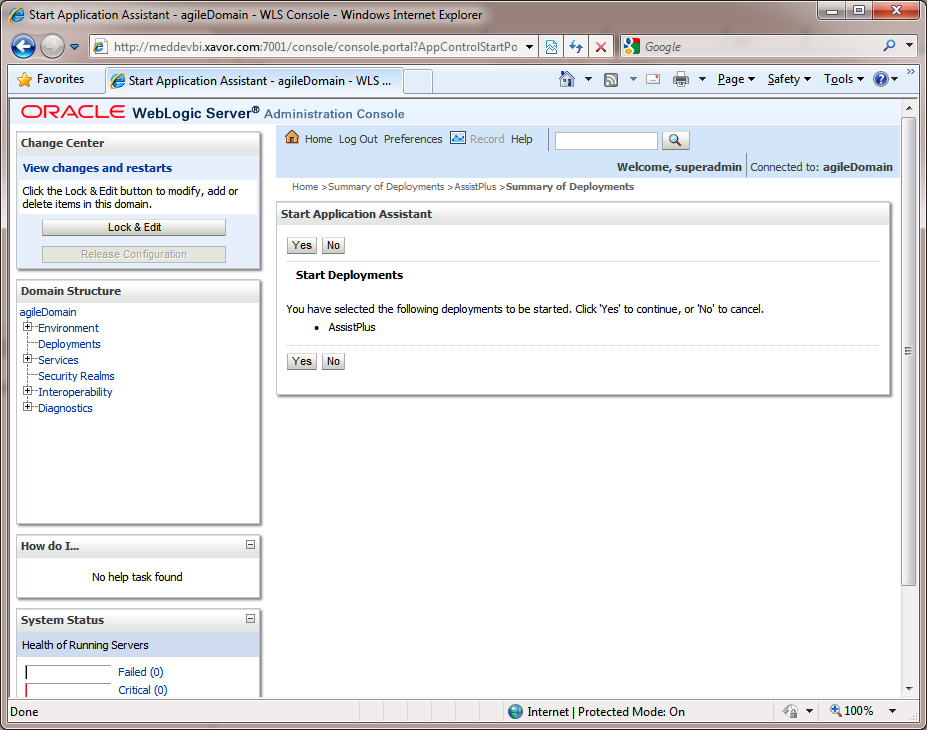 Start Application Assistant - agileDomain - WLS Console - Windows Internet Explorer
http://meddevbi.xavor.com:7001/console/console.portal?AppControlStartPo
Google
Favorites
Start Application Assistant - agileDomain - WLS ...
Page
Safety
Tools
ORACLE WebLogic Server® Administration Console
Change Center
View changes and restarts
Click the Lock & Edit button to modify, add or
delete items in this domain.
Lock & Edit
Release Configuration
Domain Structure
agileDomain
Environment
Deployments
Services
Security Realms
Interoperability
Diagnostics
How do I...
No help task found
System Status
Health of Running Servers
Failed (0)
Critical (0)
Home Log Out Preferences Record Help
Welcome, superadmin Connected to: agileDomain
Home >Summary of Deployments >AssistPlus >Summary of Deployments
Start Application Assistant
Yes No
Start Deployments
You have selected the following deployments to be started. Click 'Yes' to continue, or 'No' to cancel.
• AssistPlus
Yes No
Done
Internet | Protected Mode: On
100%